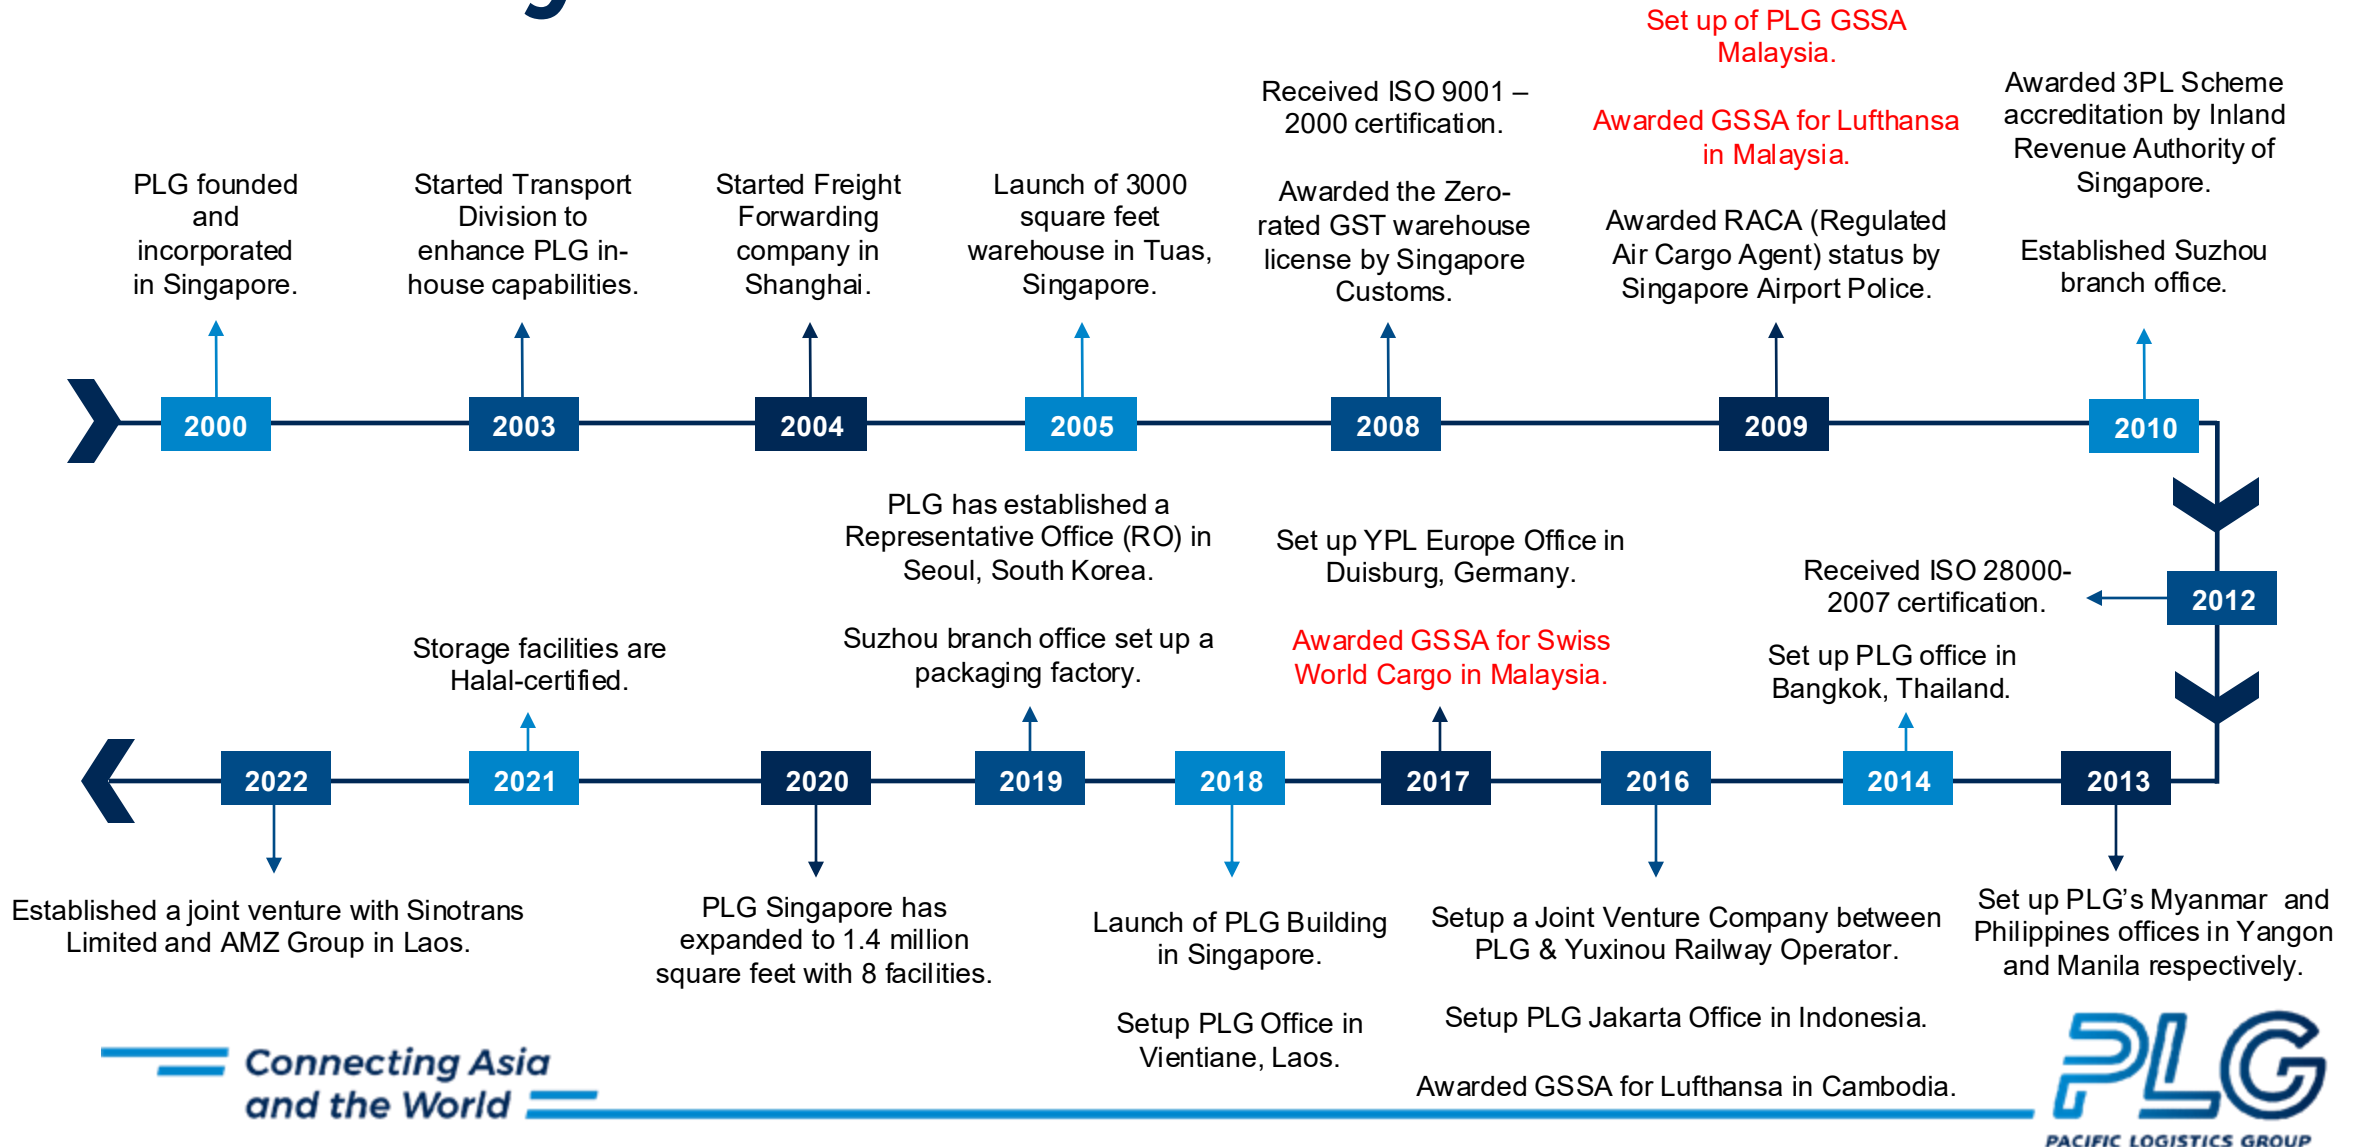 PLG founded
and
incorporated
in Singapore.
Started Transport
Division to
enhance PLG in-
house capabilities.
Started Freight
Forwarding
company in
Shanghai.
Launch of 3000
square feet
warehouse in Tuas,
Singapore.
Received ISO 9001 –
2000 certification.
Awarded the Zero-
rated GST warehouse
license by Singapore
Customs.
Set up of PLG GSSA
Malaysia.
Awarded GSSA for Lufthansa
in Malaysia.
Awarded RACA (Regulated
Air Cargo Agent) status by
Singapore Airport Police.
Awarded 3PL Scheme
accreditation by Inland
Revenue Authority of
Singapore.
Established Suzhou
branch office.
2000
2003
2004
2005
2008
2009
2010
Received ISO 28000-
2007 certification.
2012
Storage facilities are
Halal-certified.
PLG has established a
Representative Office (RO) in
Seoul, South Korea.
Suzhou branch office set up a
packaging factory.
Set up YPL Europe Office in
Duisburg, Germany.
Awarded GSSA for Swiss
World Cargo in Malaysia.
Set up PLG office in
Bangkok, Thailand.
2022
2021
2020
2019
2018
2017
2016
2014
2013
Established a joint venture with Sinotrans
Limited and AMZ Group in Laos.
PLG Singapore has
expanded to 1.4 million
square feet with 8 facilities.
Launch of PLG Building
in Singapore.
Setup PLG Office in
Vientiane, Laos.
Setup a Joint Venture Company between
PLG & Yuxinou Railway Operator.
Setup PLG Jakarta Office in Indonesia.
Awarded GSSA for Lufthansa in Cambodia.
Set up PLG’s Myanmar and
Philippines offices in Yangon
and Manila respectively.
Connecting Asia
and the World
PLG
PACIFIC LOGISTICS GROUP